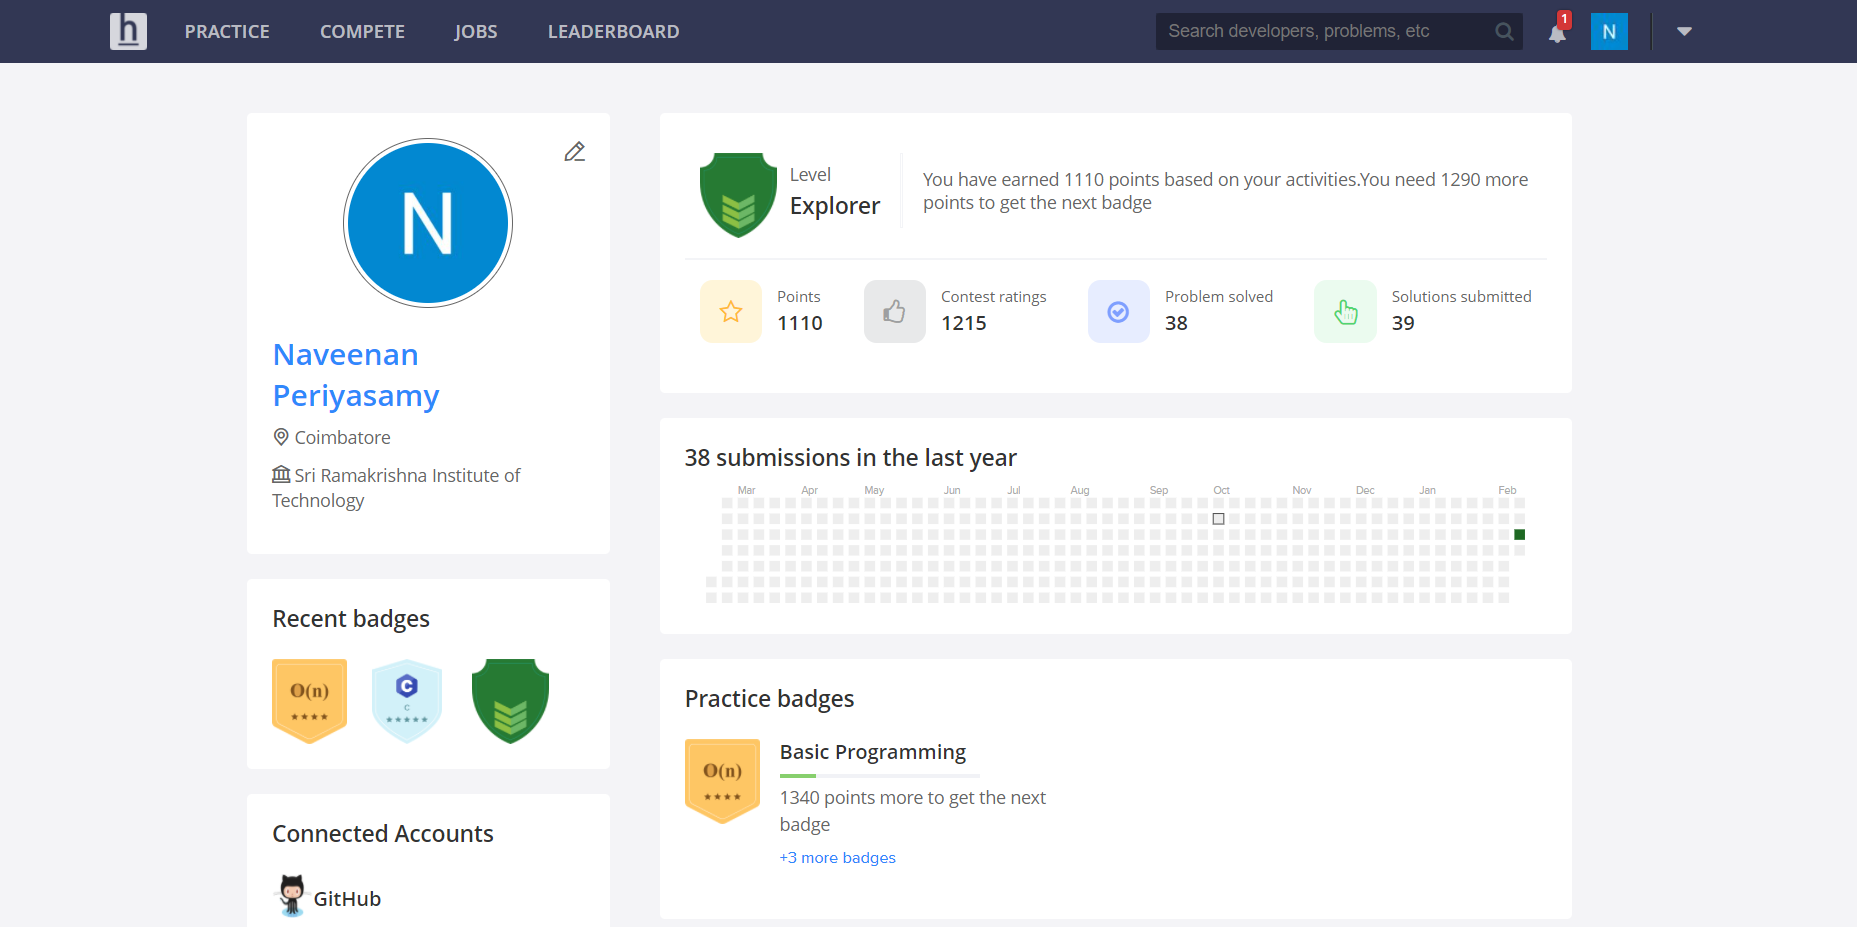 h PRACTICE COMPETE JOBS LEADERBOARD Search developers, problems, etc 1 N
N
Naveenan
Periyasamy
Coimbatore
Sri Ramakrishna Institute of
Technology
Recent badges
O(n)
C
C
Connected Accounts
GitHub
Level
Explorer
You have earned 1110 points based on your activities.You need 1290 more
points to get the next badge
Points
1110
Contest ratings
1215
Problem solved
38
Solutions submitted
39
38 submissions in the last year
Mar Apr May Jun Jul Aug Sep Oct Nov Dec Jan Feb
Practice badges
O(n)
Basic Programming
1340 points more to get the next
badge
+3 more badges